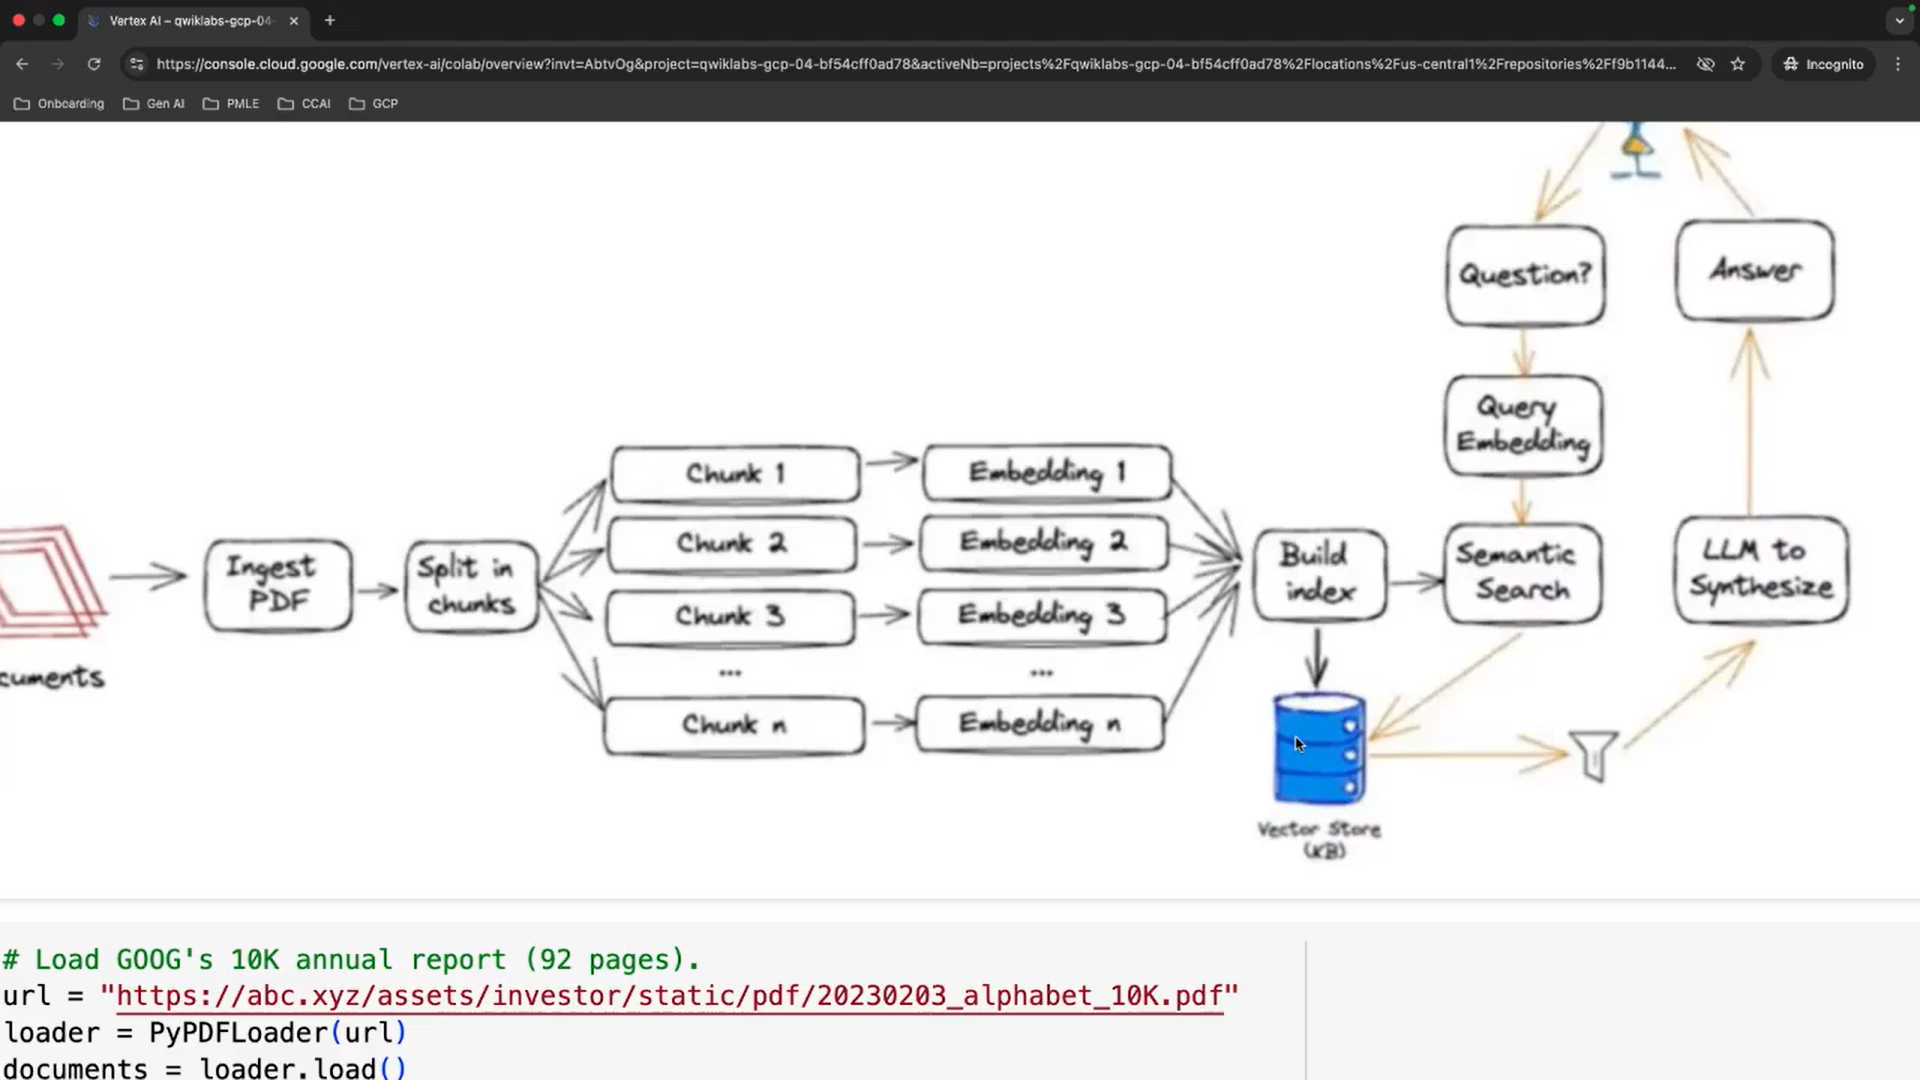 Vertex AI – qwiklabs-gcp-04-
https://console.cloud.google.com/vertex-ai/colab/overview?invt=AbtvOg&project=qwiklabs-gcp-04-bf54cff0ad78&activeNb=projects%2Fqwiklabs-gcp-04-bf54cff0ad78%2Flocations%2Fus-central1%2Frepositories%2Ff9b1144...
Incognito
Onboarding
Gen AI
PMLE
CCAI
GCP
cuments
Ingest
PDF
Split in
chunks
Chunk 1
Chunk 2
Chunk 3
...
Chunk n
Embedding 1
Embedding 2
Embedding 3
...
Embedding n
Build
index
Vector Store
(KB)
Question?
Query
Embedding
Semantic
Search
Answer
LLM to
Synthesize
# Load GOOG's 10K annual report (92 pages).
url = "https://abc.xyz/assets/investor/static/pdf/20230203_alphabet_10K.pdf"
loader = PyPDFLoader(url)
documents = loader.load()